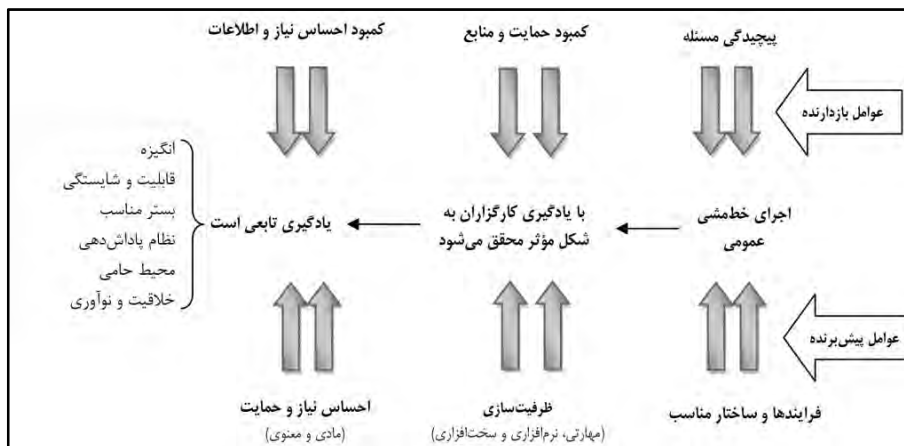 پیچیدگی مسئله
کمبود حمایت و منابع
کمبود احساس نیاز و اطلاعات
عوامل بازدارنده
اجرای خط‌مشی
عمومی
با یادگیری کارگزاران به
شکل مؤثر محقق می‌شود
یادگیری تابعی است
انگیزه
قابلیت و شایستگی
بستر مناسب
نظام پاداش‌دهی
محیط حامی
خلاقیت و نوآوری
عوامل پیش‌برنده
فرایندها و ساختار مناسب
ظرفیت‌سازی
(مهارتی، نرم‌افزاری و سخت‌افزاری)
احساس نیاز و حمایت
(مادی و معنوی)